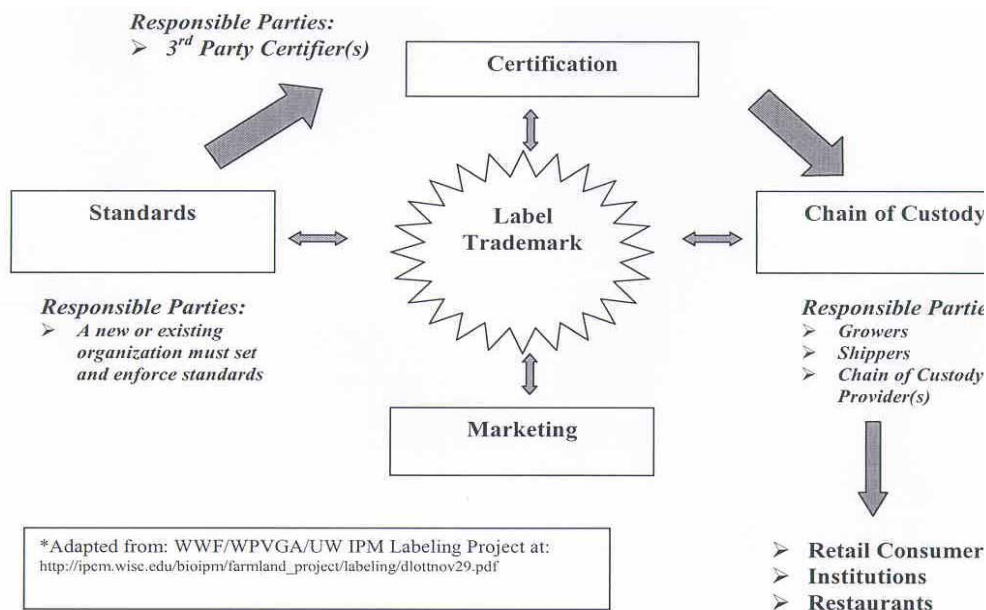 Responsible Parties:
➢ 3rd Party Certifier(s)
Certification
Standards
Label
Trademark
Chain of Custody
Responsible Parties:
➢ A new or existing
organization must set
and enforce standards
Responsible Partie
➢ Growers
➢ Shippers
➢ Chain of Custody
Provider(s)
Marketing
*Adapted from: WWF/WPVGA/UW IPM Labeling Project at:
http://ipcm.wisc.edu/bioipm/farmland_project/labeling/dlottnov29.pdf
➢ Retail Consumer
➢ Institutions
➢ Restaurants